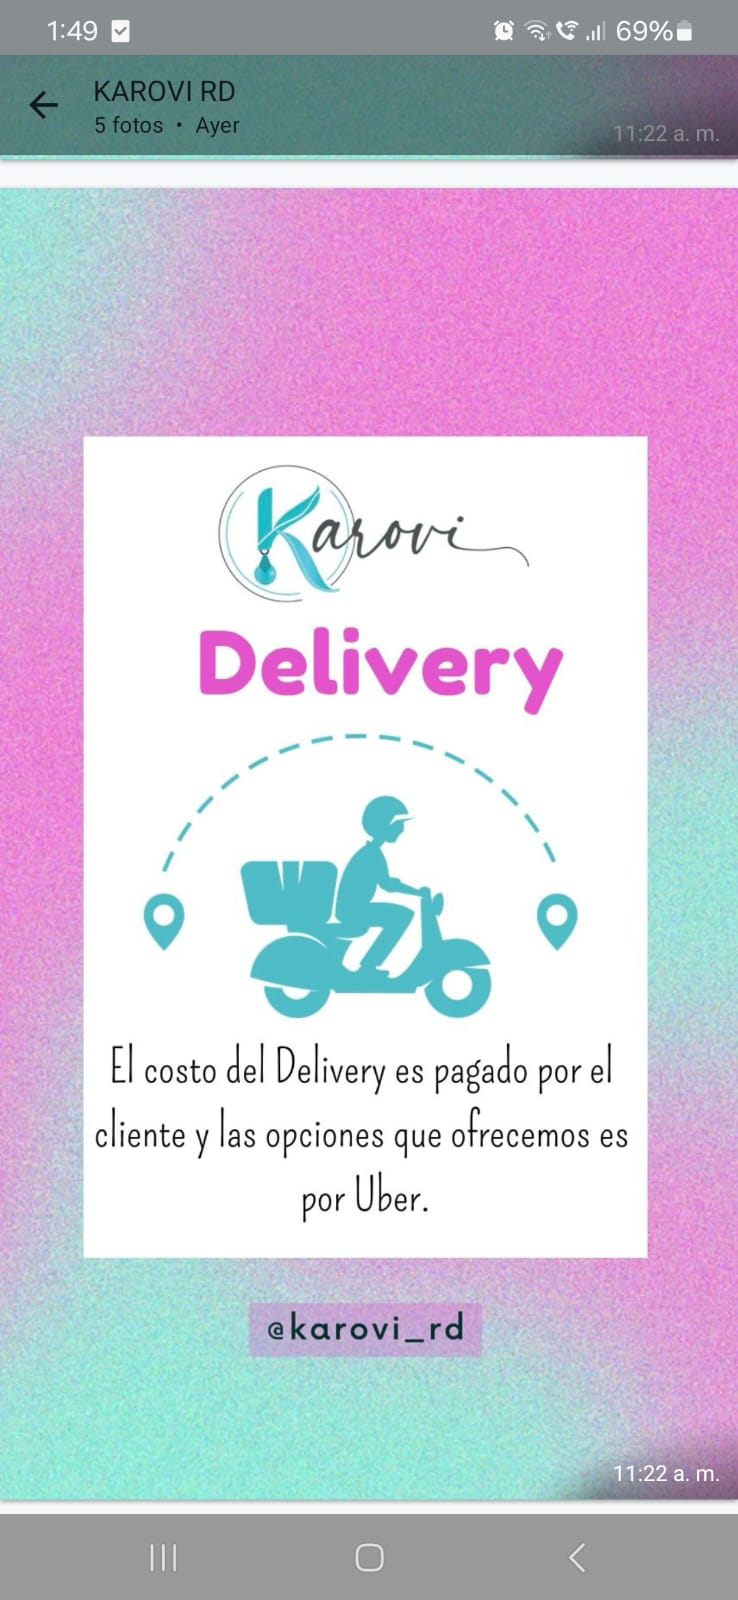 1:49
69%
KAROVI RD
5 fotos • Ayer
11:22 a. m.
Karovi
Delivery
El costo del Delivery es pagado por el
cliente y las opciones que ofrecemos es
por Uber.
@karovi_rd
11:22 a. m.